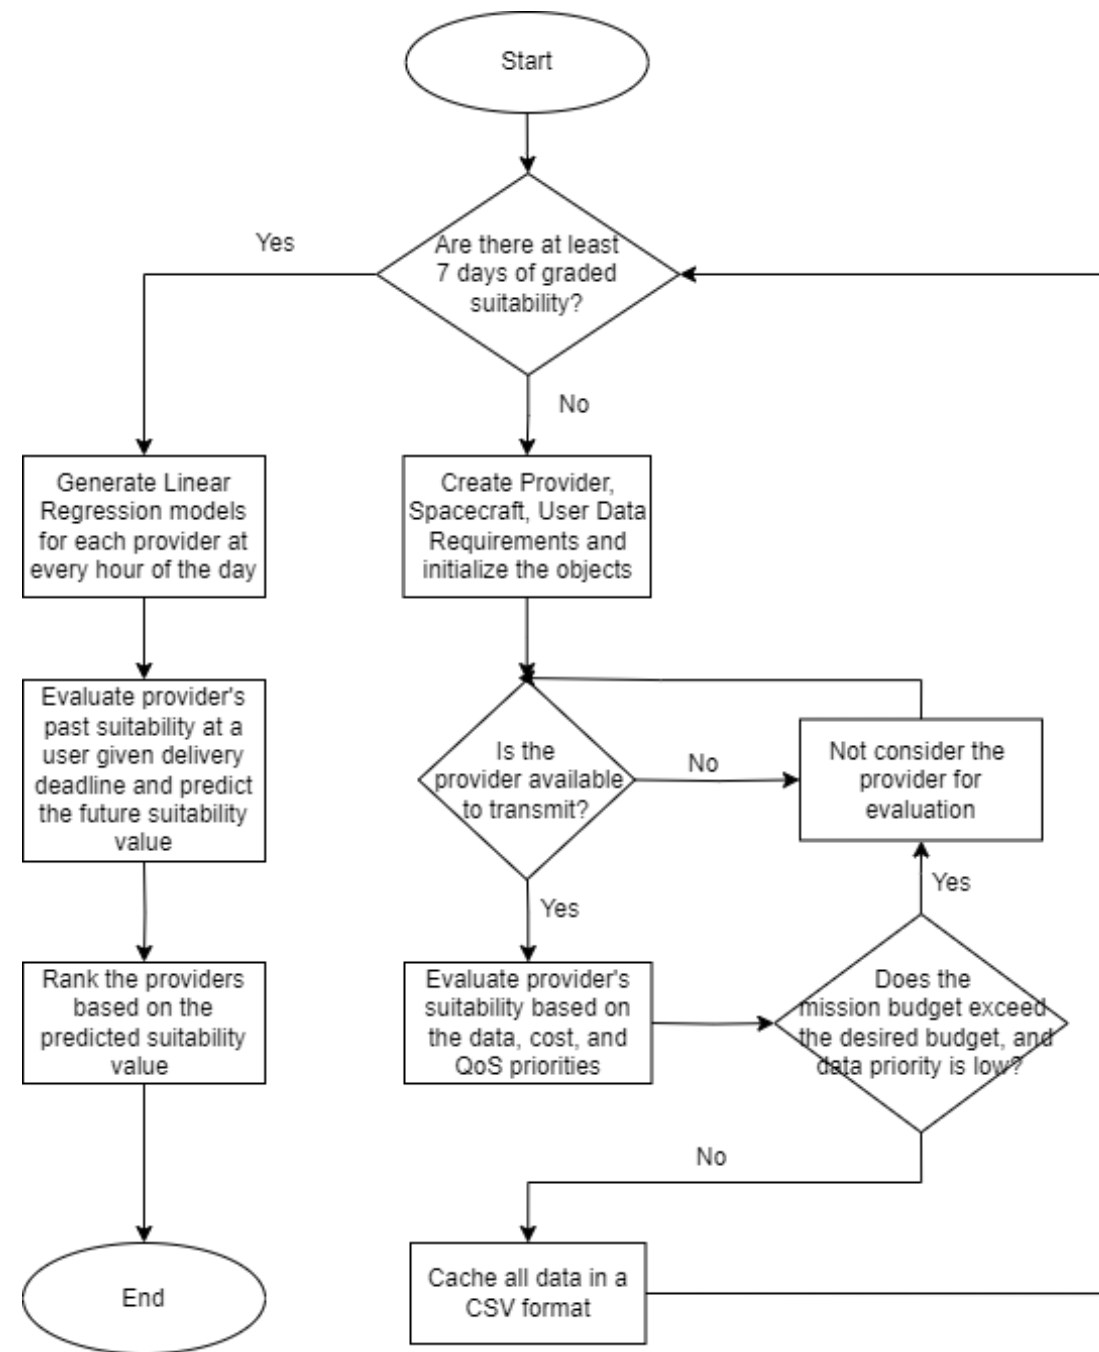 Start
Are there at least
7 days of graded
suitability?
Yes
No
Generate Linear
Regression models
for each provider at
every hour of the day
Create Provider,
Spacecraft, User Data
Requirements and
initialize the objects
Evaluate provider's
past suitability at a
user given delivery
deadline and predict
the future suitability
value
Is the
provider available
to transmit?
No
Not consider the
provider for
evaluation
Yes
Yes
Rank the providers
based on the
predicted suitability
value
Evaluate provider's
suitability based on
the data, cost, and
QoS priorities
Does the
mission budget exceed
the desired budget, and
data priority is low?
No
End
Cache all data in a
CSV format